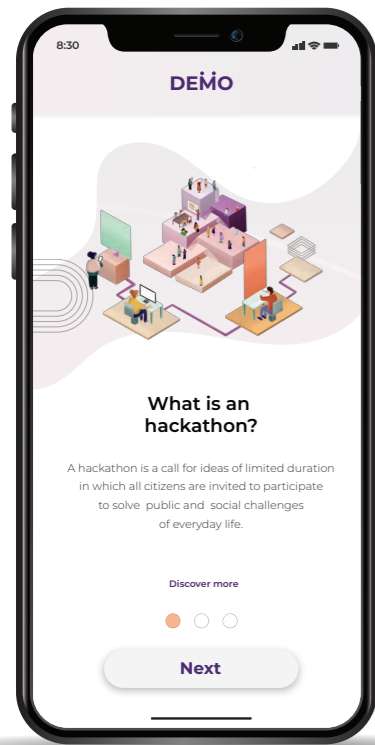 8:30
DEMO
What is an
hackathon?
A hackathon is a call for ideas of limited duration
in which all citizens are invited to participate
to solve public and social challenges
of everyday life.
Discover more
Next